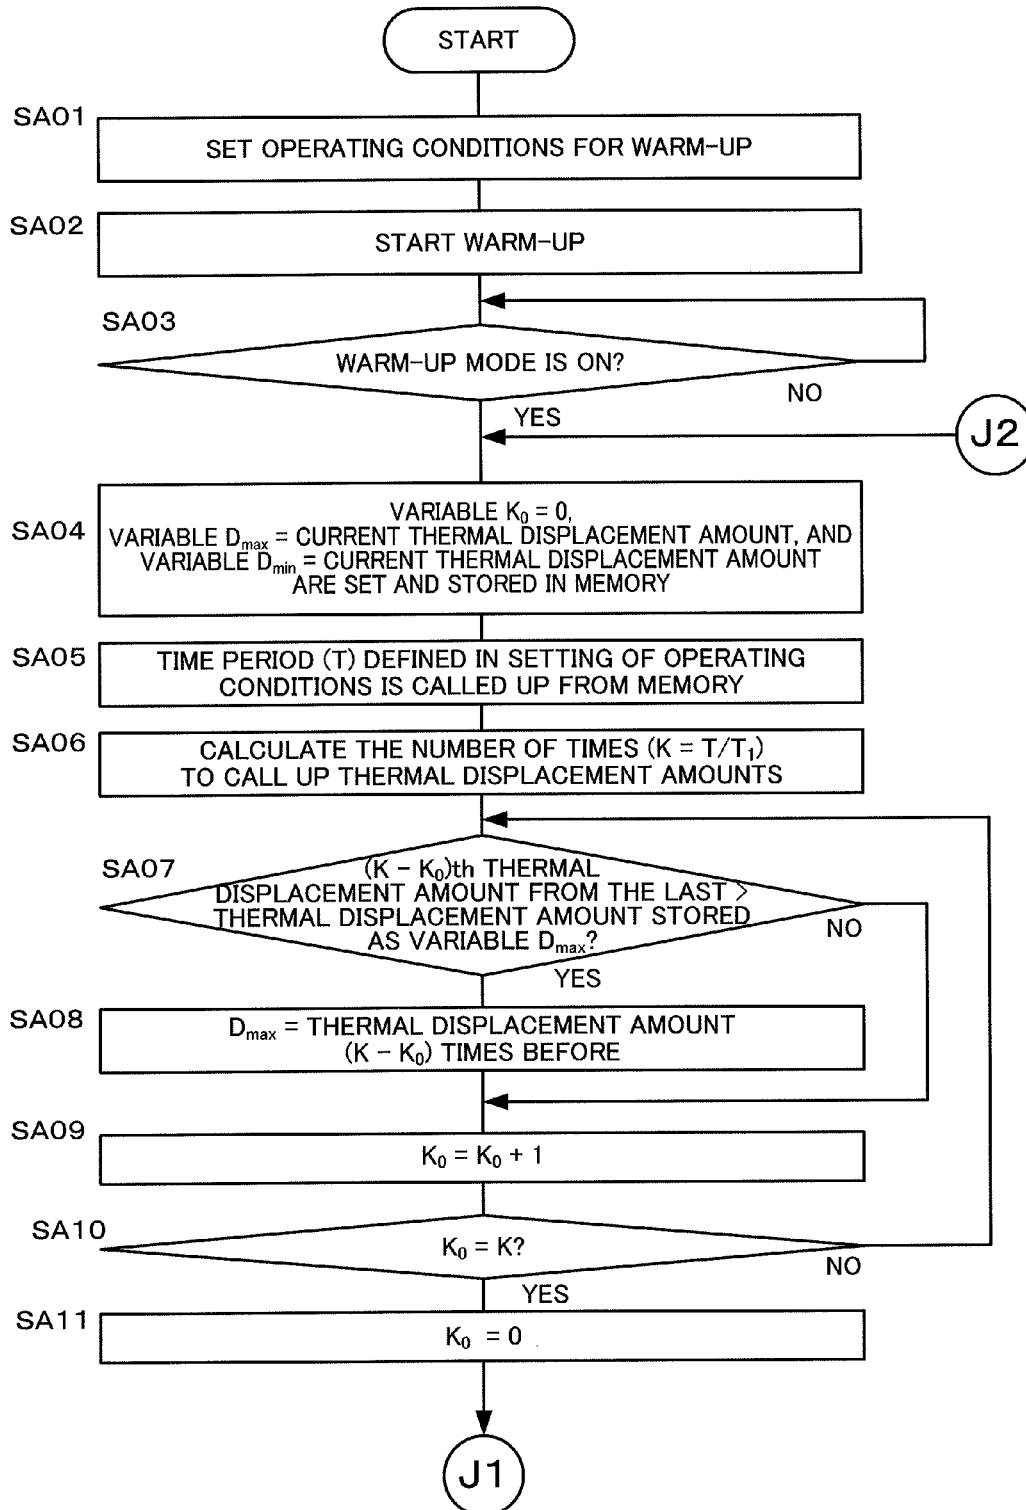 START
SA01
SET OPERATING CONDITIONS FOR WARM-UP
SA02
START WARM-UP
SA03
WARM-UP MODE IS ON?
NO
YES
J2
SA04
VARIABLE K₀ = 0,
VARIABLE Dmax = CURRENT THERMAL DISPLACEMENT AMOUNT, AND
VARIABLE Dmin = CURRENT THERMAL DISPLACEMENT AMOUNT
ARE SET AND STORED IN MEMORY
SA05
TIME PERIOD (T) DEFINED IN SETTING OF OPERATING
CONDITIONS IS CALLED UP FROM MEMORY
SA06
CALCULATE THE NUMBER OF TIMES (K = T/T₁)
TO CALL UP THERMAL DISPLACEMENT AMOUNTS
SA07
(K – K₀)th THERMAL
DISPLACEMENT AMOUNT FROM THE LAST >
THERMAL DISPLACEMENT AMOUNT STORED
AS VARIABLE Dmax?
NO
YES
SA08
Dmax = THERMAL DISPLACEMENT AMOUNT
(K – K₀) TIMES BEFORE
SA09
K₀ = K₀ + 1
SA10
K₀ = K?
NO
YES
SA11
K₀ = 0
J1